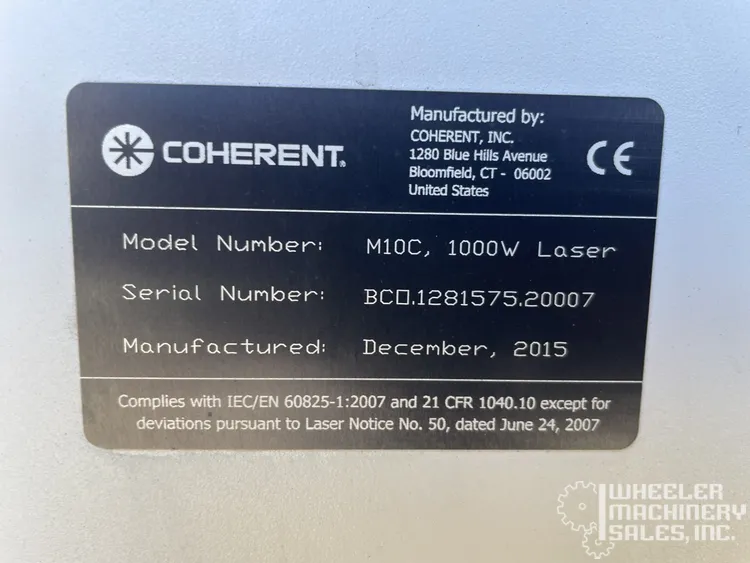 COHERENT®
Manufactured by:
COHERENT, INC.
1280 Blue Hills Avenue
Bloomfield, CT - 06002
United States
CE
Model Number: M10C, 1000W Laser
Serial Number: BC□.1281575.20007
Manufactured: December, 2015
Complies with IEC/EN 60825-1:2007 and 21 CFR 1040.10 except for
deviations pursuant to Laser Notice No. 50, dated June 24, 2007
WHEELER
MACHINERY
SALES, INC.